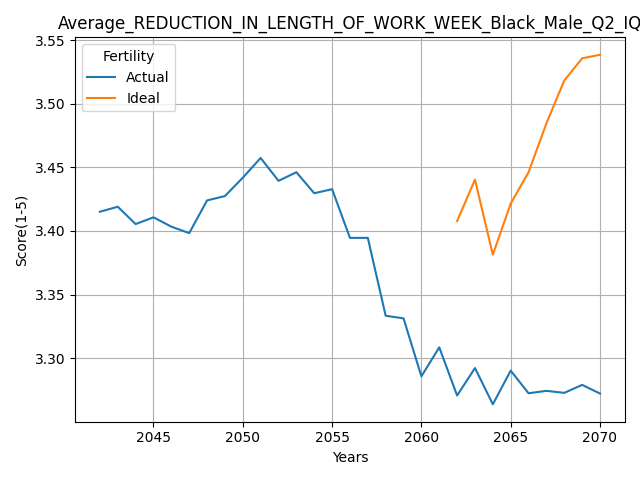 Average_REDUCTION_IN_LENGTH_OF_WORK_WEEK_Black_Male_Q2_IQ
Fertility
Actual
Ideal
Score(1-5)
3.55
3.50
3.45
3.40
3.35
3.30
2045 2050 2055 2060 2065 2070
Years